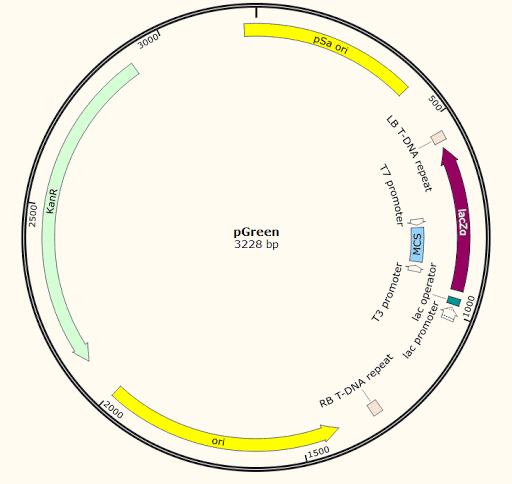 3000
pSa ori
500
LB T-DNA repeat
T7 promoter
KanR
lacZα
2500
pGreen
3228 bp
MCS
T3 promoter
lac operator
lac promoter
1000
RB T-DNA repeat
2000
ori
1500